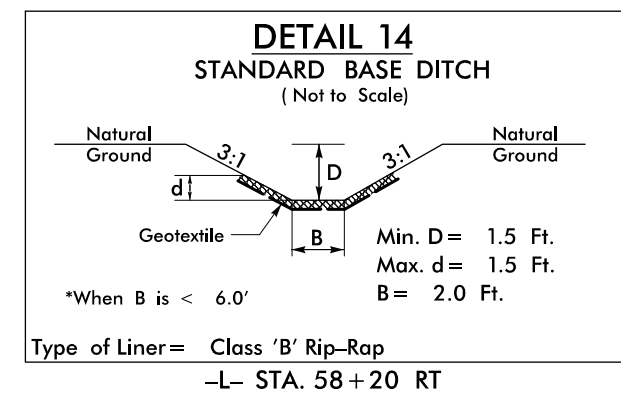 DETAIL 14
STANDARD BASE DITCH
( Not to Scale)
Natural
Ground
3:1
D
3:1
Natural
Ground
d
Geotextile
B
Min. D = 1.5 Ft.
Max. d = 1.5 Ft.
*When B is < 6.0'
B = 2.0 Ft.
Type of Liner = Class 'B' Rip-Rap
-L- STA. 58+20 RT